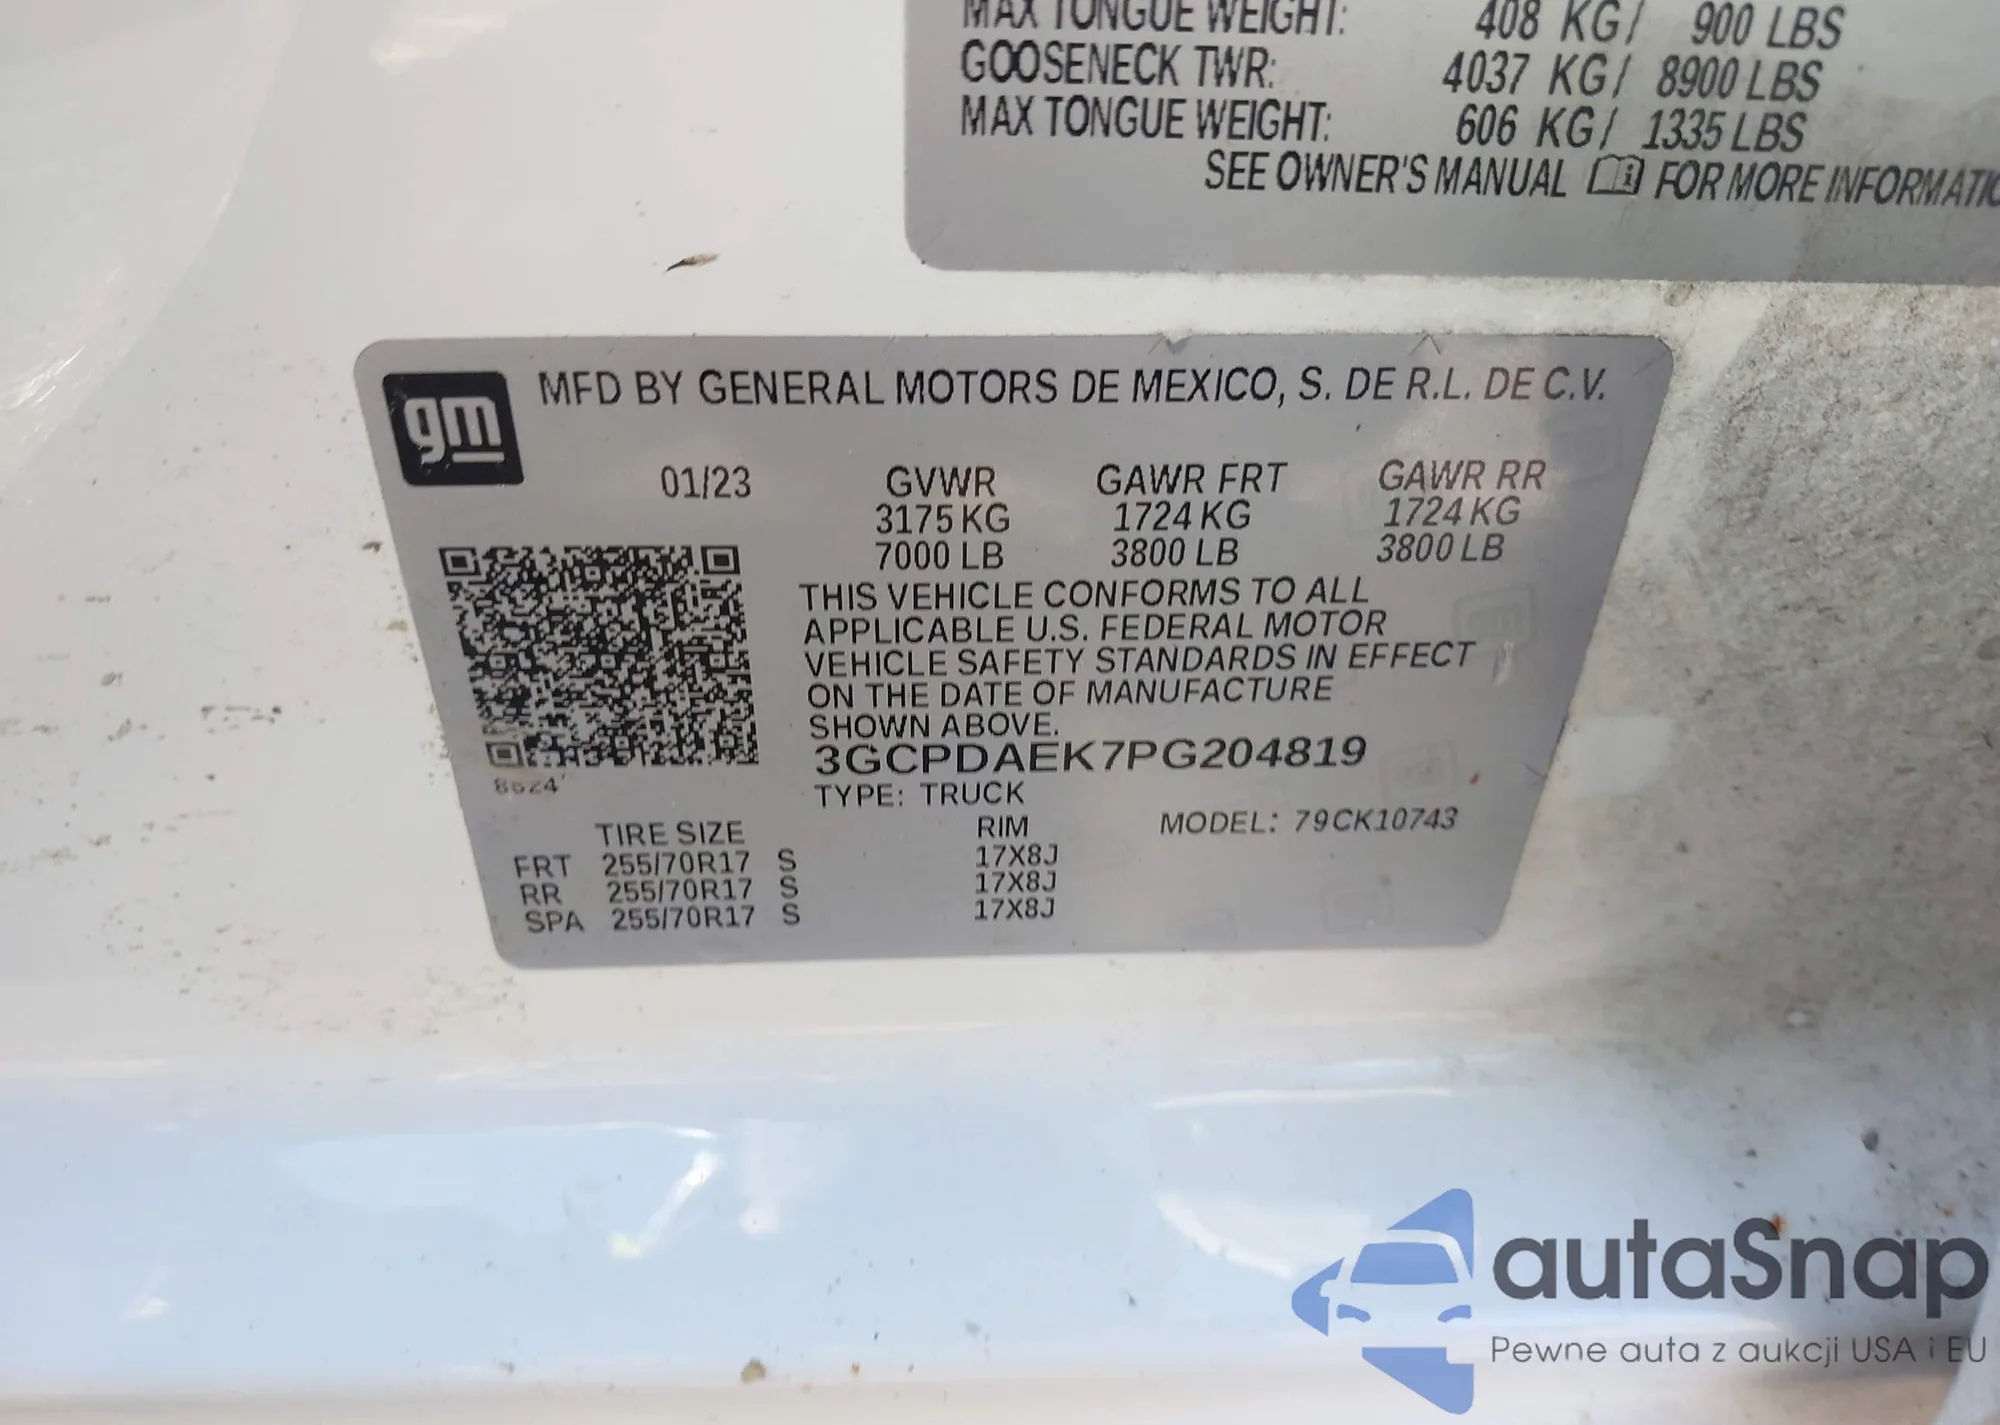 MAX TONGUE WEIGHT: 408 KG/ 900 LBS
GOOSENECK TWR: 4037 KG/ 8900 LBS
MAX TONGUE WEIGHT: 606 KG/ 1335 LBS
SEE OWNER'S MANUAL FOR MORE INFORMATIO
gm
MFD BY GENERAL MOTORS DE MEXICO, S. DE R.L. DE C.V.
01/23 GVWR GAWR FRT GAWR RR
3175 KG 1724 KG 1724 KG
7000 LB 3800 LB 3800 LB
THIS VEHICLE CONFORMS TO ALL
APPLICABLE U.S. FEDERAL MOTOR
VEHICLE SAFETY STANDARDS IN EFFECT
ON THE DATE OF MANUFACTURE
SHOWN ABOVE.
3GCPDAEK7PG204819
TYPE: TRUCK
TIRE SIZE RIM MODEL: 79CK10743
FRT 255/70R17 S 17X8J
RR 255/70R17 S 17X8J
SPA 255/70R17 S 17X8J
autaSnap
Pewne auta z aukcji USA i EU